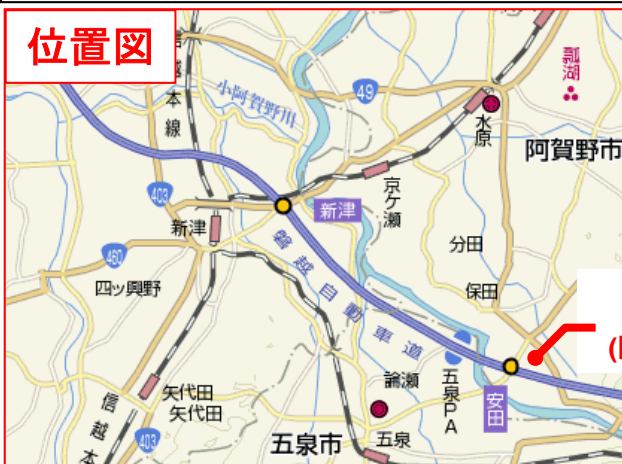 位置図
信越本線
小阿賀野川
49
瓢湖
水原
阿賀野市
京ケ瀬
403
新津
新津
磐越自動車道
分田
460
四ッ興野
保田
論瀬
五泉PA
安田
矢代田
矢代田
信越本
403
五泉市
五泉